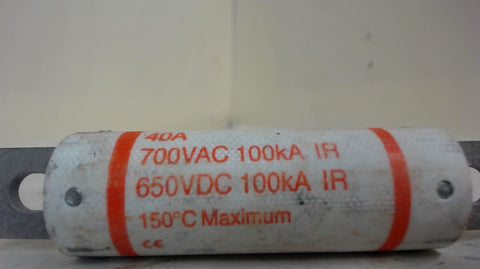 40A
700VAC 100kA IR
650VDC 100kA IR
150°C Maximum
CE